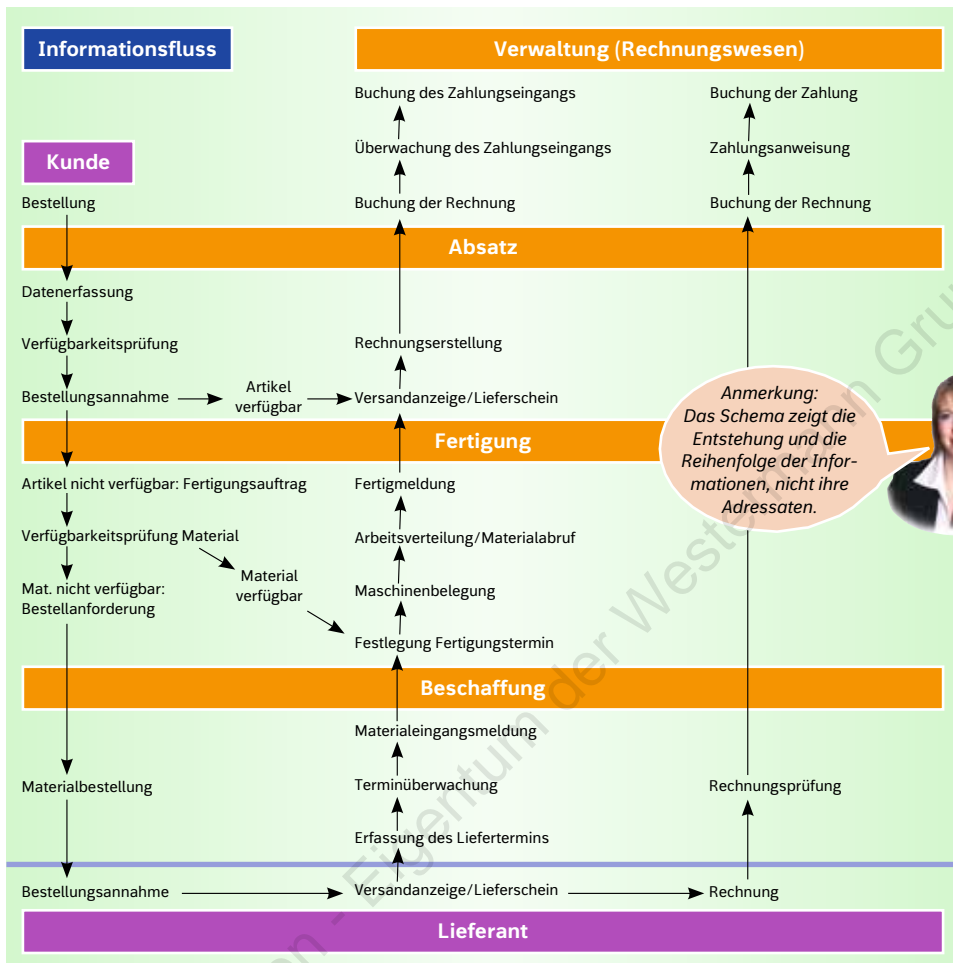 Informationsfluss
Verwaltung (Rechnungswesen)
Buchung des Zahlungseingangs
Buchung der Zahlung
Überwachung des Zahlungseingangs
Zahlungsanweisung
Kunde
Bestellung
Buchung der Rechnung
Buchung der Rechnung
Absatz
Datenerfassung
Verfügbarkeitsprüfung
Rechnungserstellung
Bestellungsannahme
Artikel
verfügbar
Versandanzeige/Lieferschein
Anmerkung:
Das Schema zeigt die
Entstehung und die
Reihenfolge der Infor-
mationen, nicht ihre
Adressaten.
Fertigung
Artikel nicht verfügbar: Fertigungsauftrag
Fertigmeldung
Verfügbarkeitsprüfung Material
Arbeitsverteilung/Materialabruf
Material
verfügbar
Mat. nicht verfügbar:
Bestellanforderung
Maschinenbelegung
Festlegung Fertigungstermin
Beschaffung
Materialeingangsmeldung
Materialbestellung
Terminüberwachung
Rechnungsprüfung
Erfassung des Liefertermins
Bestellungsannahme
Versandanzeige/Lieferschein
Rechnung
Lieferant
- Eigentum der Westermann